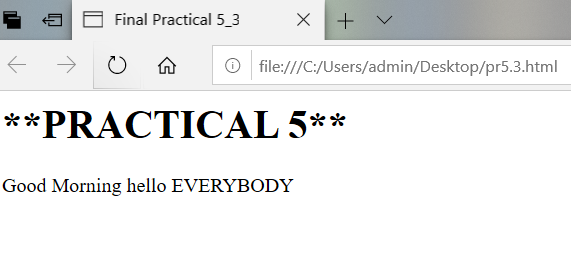 Final Practical 5_3
file:///C:/Users/admin/Desktop/pr5.3.html
**PRACTICAL 5**
Good Morning hello EVERYBODY